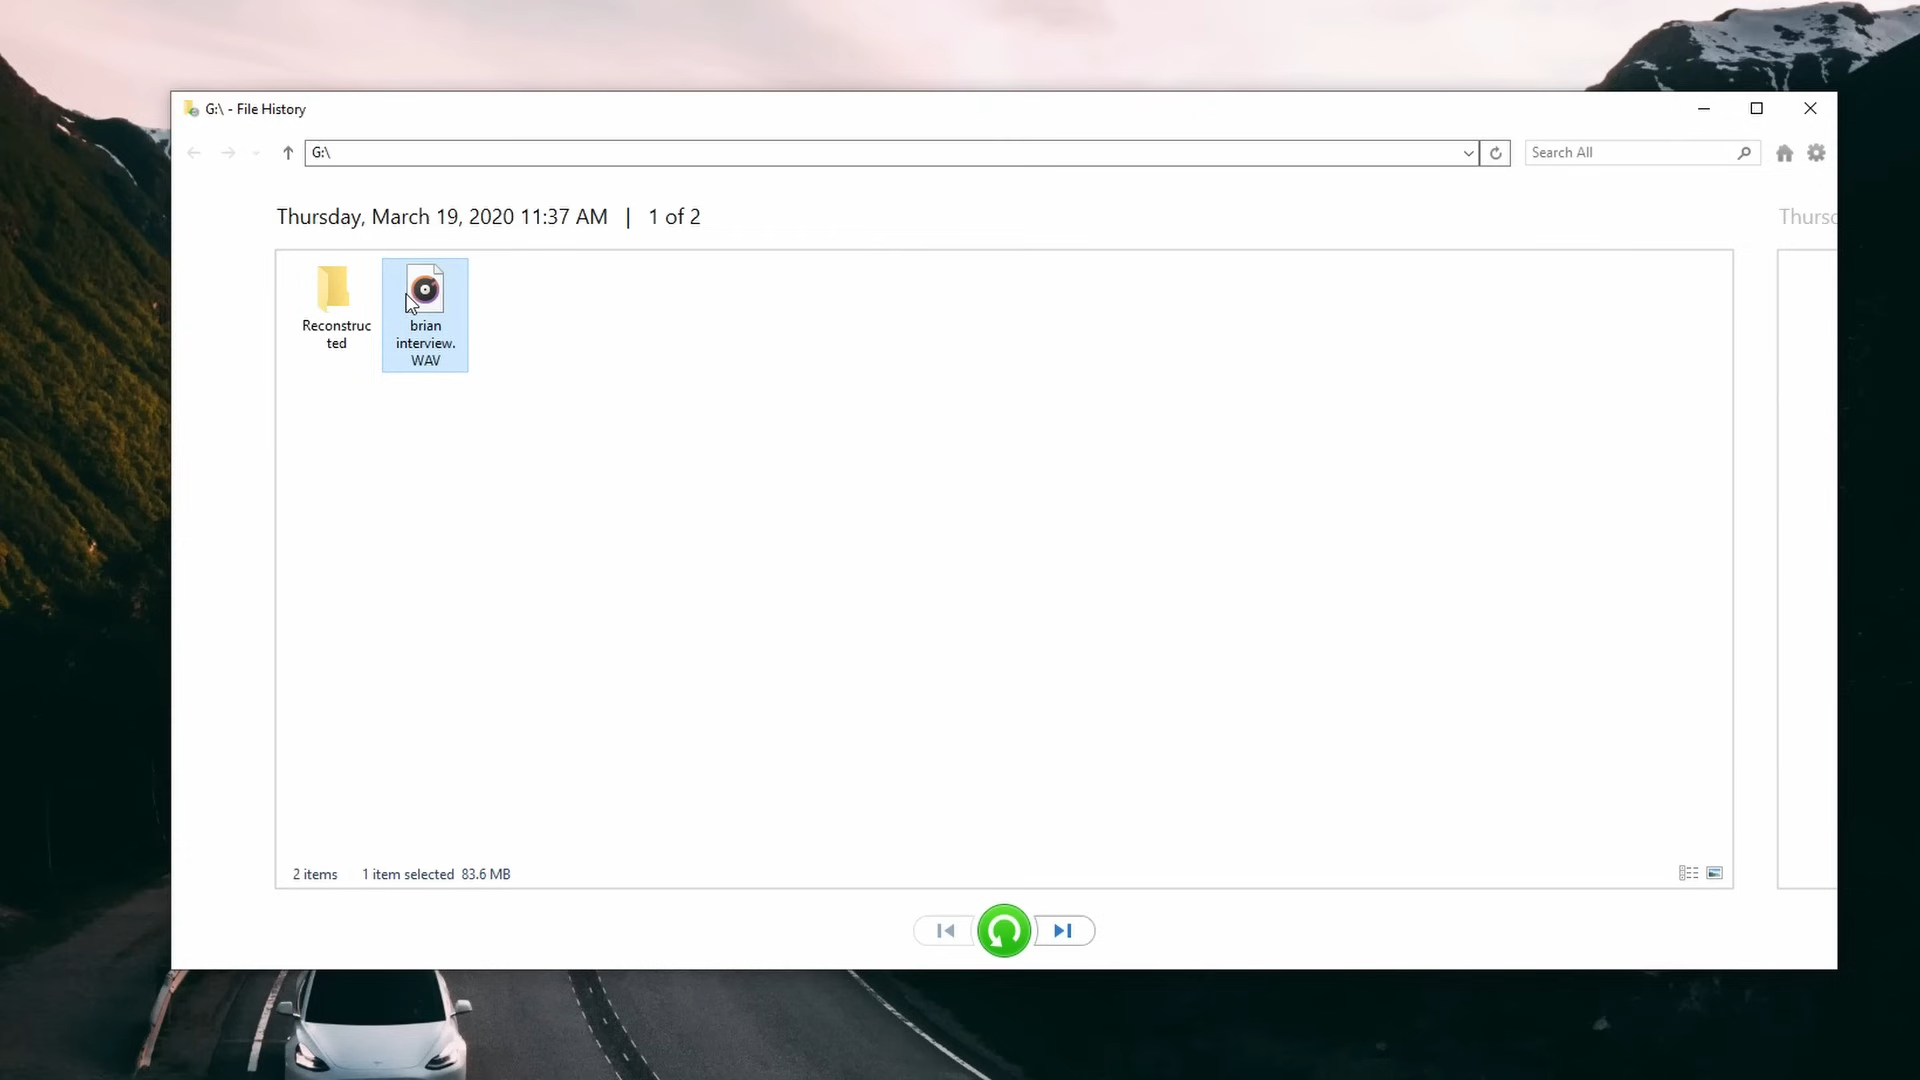 G:\ - File History
G:\
Search All
Thursday, March 19, 2020 11:37 AM | 1 of 2
Thurs
Reconstruc
ted
brian
interview.
WAV
2 items 1 item selected 83.6 MB